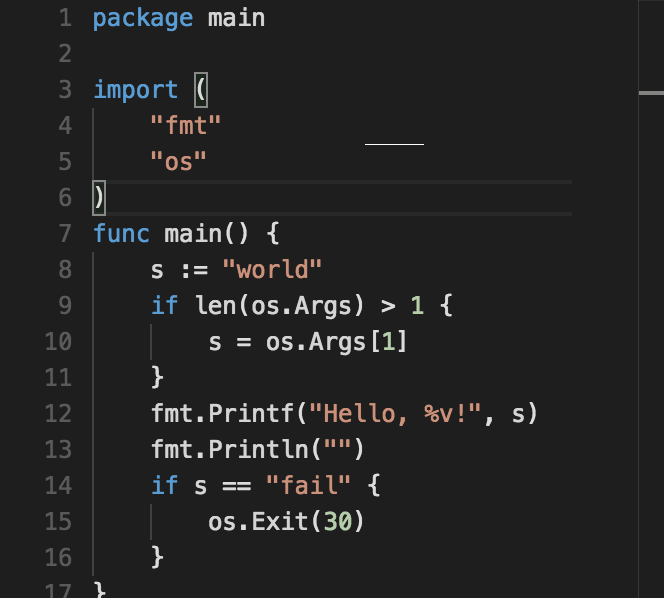 1 package main
2
3 import (
4     "fmt"
5     "os"
6 )
7 func main() {
8     s := "world"
9     if len(os.Args) > 1 {
10         s = os.Args[1]
11     }
12     fmt.Printf("Hello, %v!", s)
13     fmt.Println("")
14     if s == "fail" {
15         os.Exit(30)
16     }
17 }